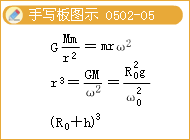 手写板图示 0502-05
G Mm/r² = mrω²
r³ = GM/ω² = R₀²g/ω₀²
(R₀+h)³